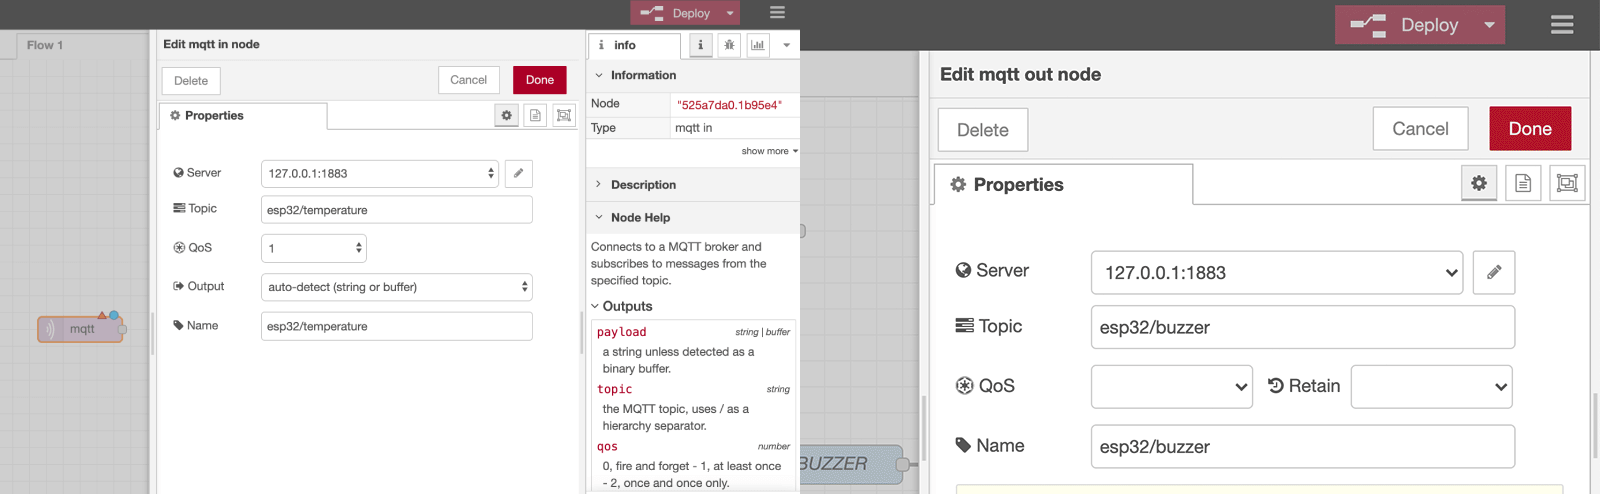 Deploy
Flow 1
Edit mqtt in node
Delete
Cancel
Done
Properties
Server
127.0.0.1:1883
Topic
esp32/temperature
QoS
1
Output
auto-detect (string or buffer)
Name
esp32/temperature
mqtt
info
Information
Node
"525a7da0.1b95e4"
Type
mqtt in
show more
Description
Node Help
Connects to a MQTT broker and
subscribes to messages from the
specified topic.
Outputs
payload
string | buffer
a string unless detected as a
binary buffer.
topic
string
the MQTT topic, uses / as a
hierarchy separator.
qos
number
0, fire and forget - 1, at least once
- 2, once and once only.
Deploy
Edit mqtt out node
Delete
Cancel
Done
Properties
Server
127.0.0.1:1883
Topic
esp32/buzzer
QoS
Retain
Name
esp32/buzzer
BUZZER